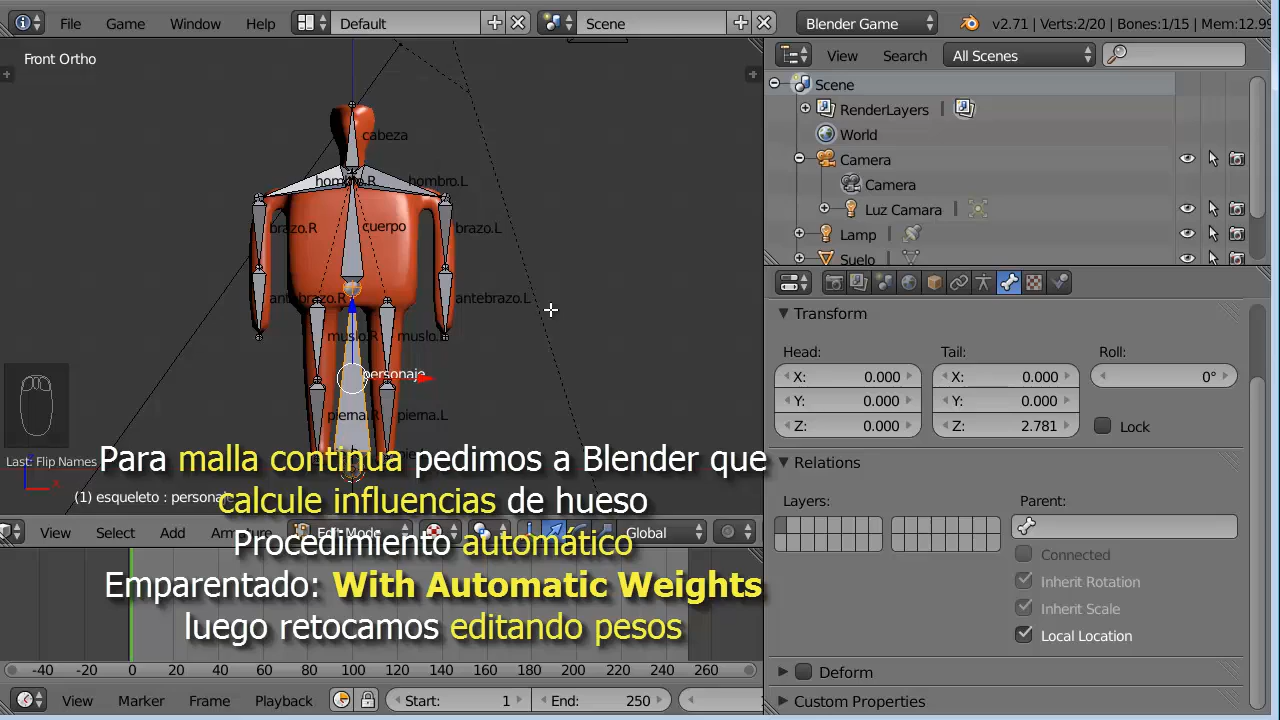 File
Game
Window
Help
Default
Scene
Blender Game
v2.71 | Verts:2/20 | Bones:1/15 | Mem:12.99
Front Ortho
cabeza
hombro.R
hombro.L
brazo.R
cuerpo
brazo.L
antebrazo.R
antebrazo.L
muslo.R
muslo.
personaje
pierna.R
pierna.L
Last: Flip Names
(1) esqueleto : personaje
Para malla continua pedimos a Blender que
calcule influencias de hueso
Procedimiento automático
Emparentado: With Automatic Weights
luego retocamos editando pesos
View
Select
Add
Armature
Edit Mode
Global
-40 -20 0 20 40 60 80 100 120 140 160 180 200 220 240 260
View
Marker
Frame
Playback
Start: 1
End: 250
View
Search
All Scenes
Scene
RenderLayers
World
Camera
Camera
Luz Camara
Lamp
Suelo
Transform
Head:
Tail:
Roll:
X: 0.000
X: 0.000
0°
Y: 0.000
Y: 0.000
Z: 0.000
Z: 2.781
Lock
Relations
Layers:
Parent:
Connected
Inherit Rotation
Inherit Scale
Local Location
Deform
Custom Properties